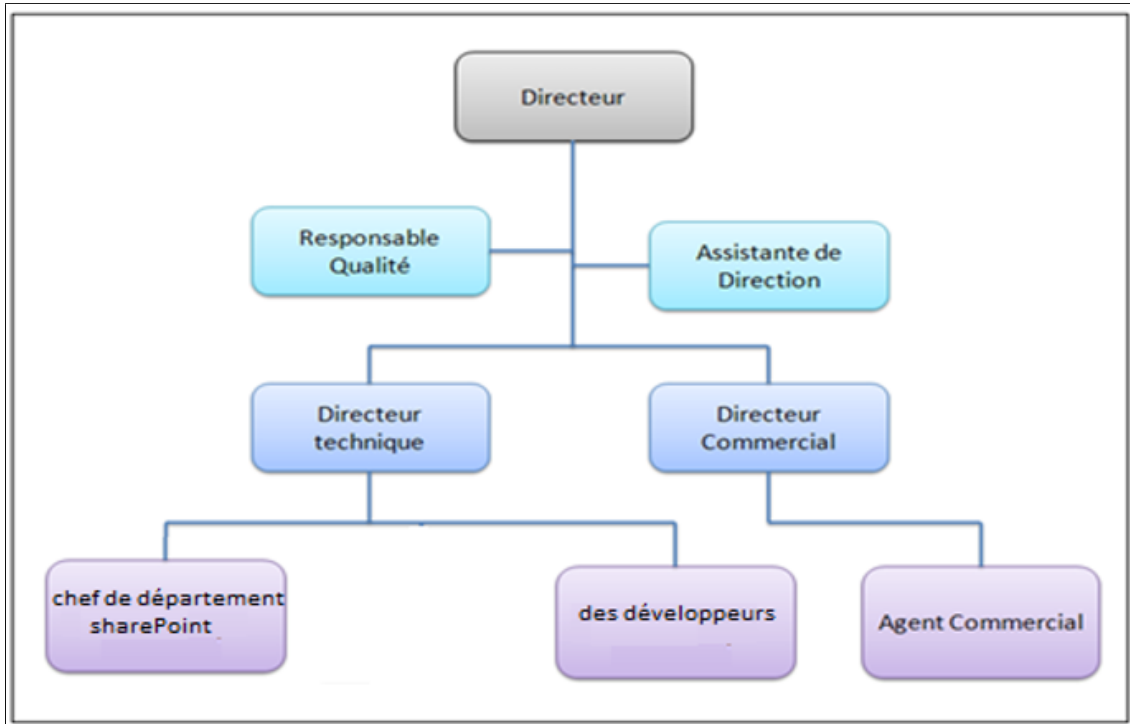 Directeur
Responsable
Qualité
Assistante de
Direction
Directeur
technique
Directeur
Commercial
chef de département
sharePoint
des développeurs
Agent Commercial